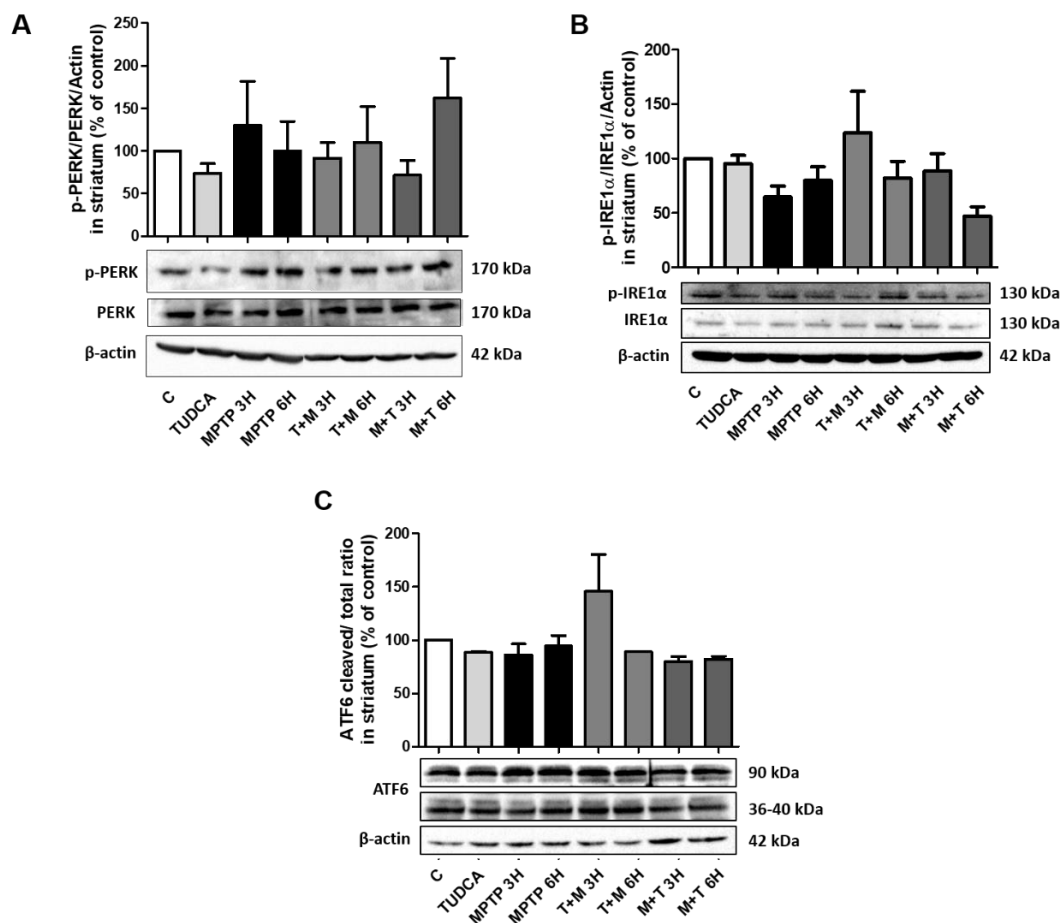 A
p-PERK/PERK/Actin
in striatum (% of control)
250
200
150
100
50
0
p-PERK
170 kDa
PERK
170 kDa
β-actin
42 kDa
C
TUDCA
MPTP 3H
MPTP 6H
T+M 3H
T+M 6H
M+T 3H
M+T 6H
B
p-IRE1α/IRE1α/Actin
in striatum (% of control)
200
150
100
50
0
p-IRE1α
130 kDa
IRE1α
130 kDa
β-actin
42 kDa
C
TUDCA
MPTP 3H
MPTP 6H
T+M 3H
T+M 6H
M+T 3H
M+T 6H
C
ATF6 cleaved/ total ratio
in striatum (% of control)
200
150
100
50
0
ATF6
90 kDa
36-40 kDa
β-actin
42 kDa
C
TUDCA
MPTP 3H
MPTP 6H
T+M 3H
T+M 6H
M+T 3H
M+T 6H